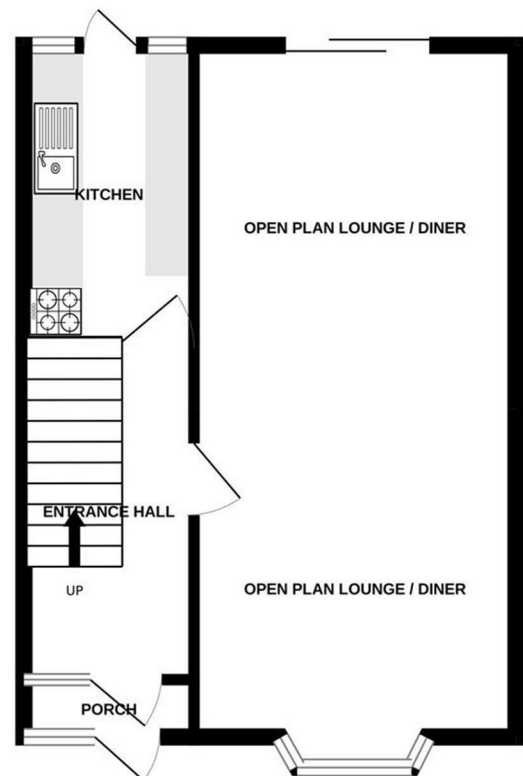 KITCHEN
OPEN PLAN LOUNGE / DINER
ENTRANCE HALL
UP
OPEN PLAN LOUNGE / DINER
PORCH